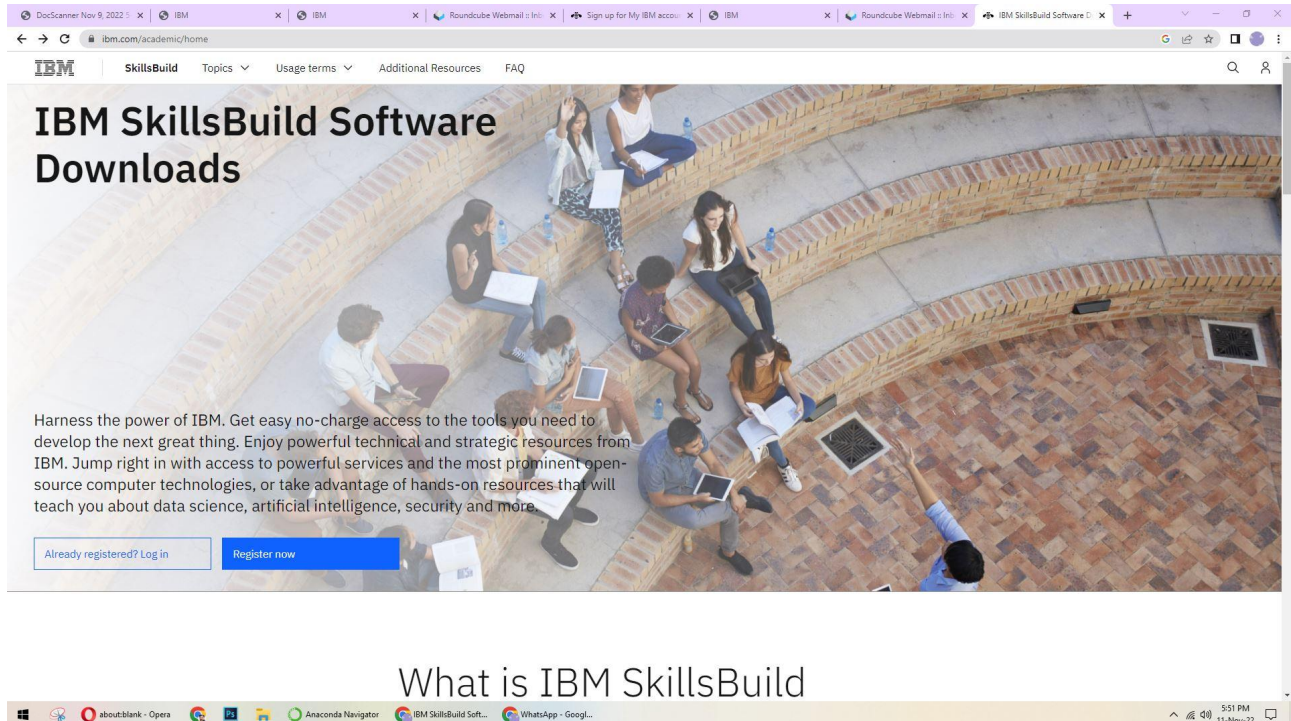 DocScanner Nov 9, 2022 5
IBM
IBM
Roundcube Webmail :: Inb
Sign up for My IBM accou
IBM
Roundcube Webmail :: Inb
IBM SkillsBuild Software D
ibm.com/academic/home
IBM SkillsBuild Topics Usage terms Additional Resources FAQ
IBM SkillsBuild Software
Downloads
Harness the power of IBM. Get easy no-charge access to the tools you need to
develop the next great thing. Enjoy powerful technical and strategic resources from
IBM. Jump right in with access to powerful services and the most prominent open-
source computer technologies, or take advantage of hands-on resources that will
teach you about data science, artificial intelligence, security and more.
Already registered? Log in
Register now
What is IBM SkillsBuild
about:blank - Opera
Ps
Anaconda Navigator
IBM SkillsBuild Soft...
WhatsApp - Googl...
5:51 PM
11-Nov-22